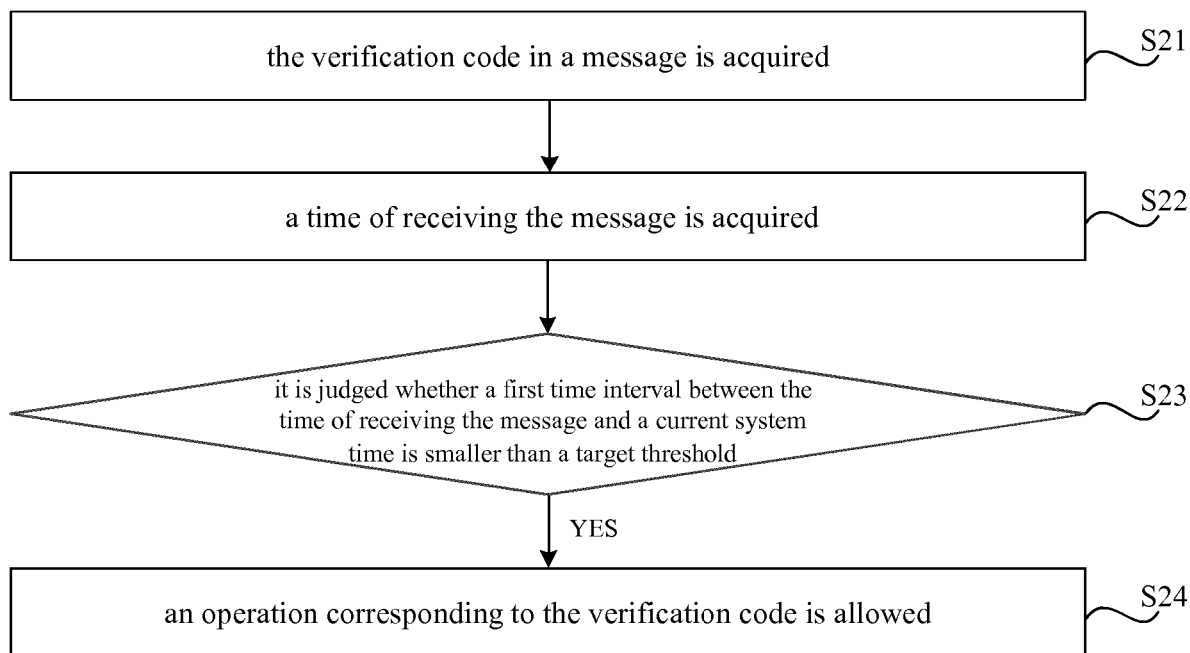 the verification code in a message is acquired
S21
a time of receiving the message is acquired
S22
it is judged whether a first time interval between the
time of receiving the message and a current system
time is smaller than a target threshold
S23
YES
an operation corresponding to the verification code is allowed
S24